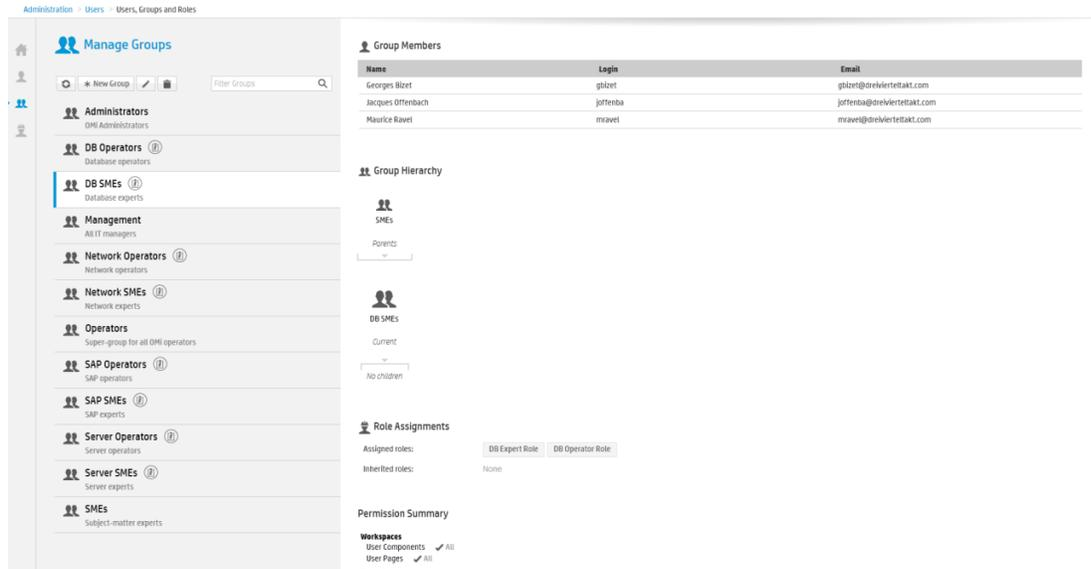 Administration > Users > Users, Groups and Roles
Manage Groups
New Group
Filter Groups
Administrators
OMi Administrators
DB Operators
Database operators
DB SMEs
Database experts
Management
All IT managers
Network Operators
Network operators
Network SMEs
Network experts
Operators
Super-group for all OMi operators
SAP Operators
SAP operators
SAP SMEs
SAP experts
Server Operators
Server operators
Server SMEs
Server experts
SMEs
Subject-matter experts
Group Members
Name Login Email
Georges Bizet gbizet gbizet@dreivierteltakt.com
Jacques Offenbach joffenba joffenba@dreivierteltakt.com
Maurice Ravel mravel mravel@dreivierteltakt.com
Group Hierarchy
SMEs
Parents
DB SMEs
Current
No children
Role Assignments
Assigned roles: DB Expert Role DB Operator Role
Inherited roles: None
Permission Summary
Workspaces
User Components ✔ All
User Pages ✔ All